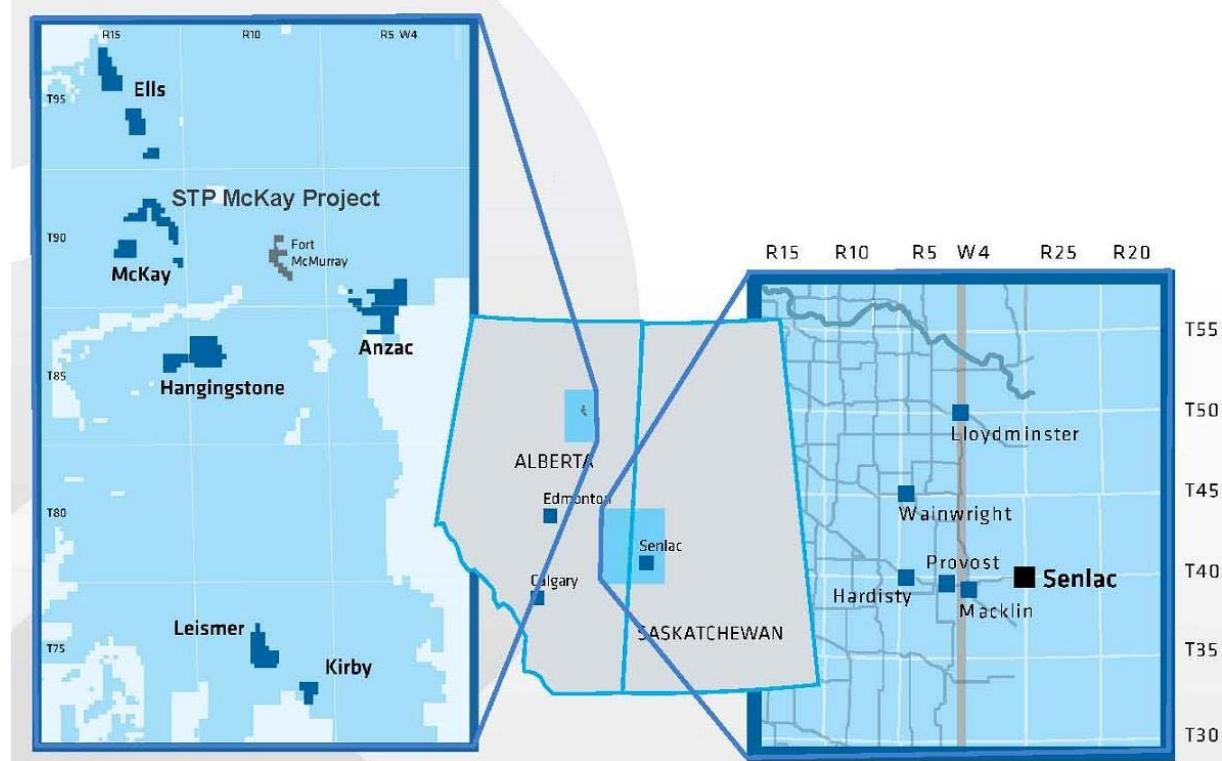 R15 R10 R5 W4
T95
Ells
STP McKay Project
T90
Fort
McMurray
McKay
Anzac
T85
Hangingstone
T80
Leismer
T75
Kirby
ALBERTA
Edmonton
Calgary
Senlac
SASKATCHEWAN
R15 R10 R5 W4 R25 R20
T55
T50
Lloydminster
T45
Wainwright
Provost
T40
Senlac
Hardisty
Macklin
T35
T30